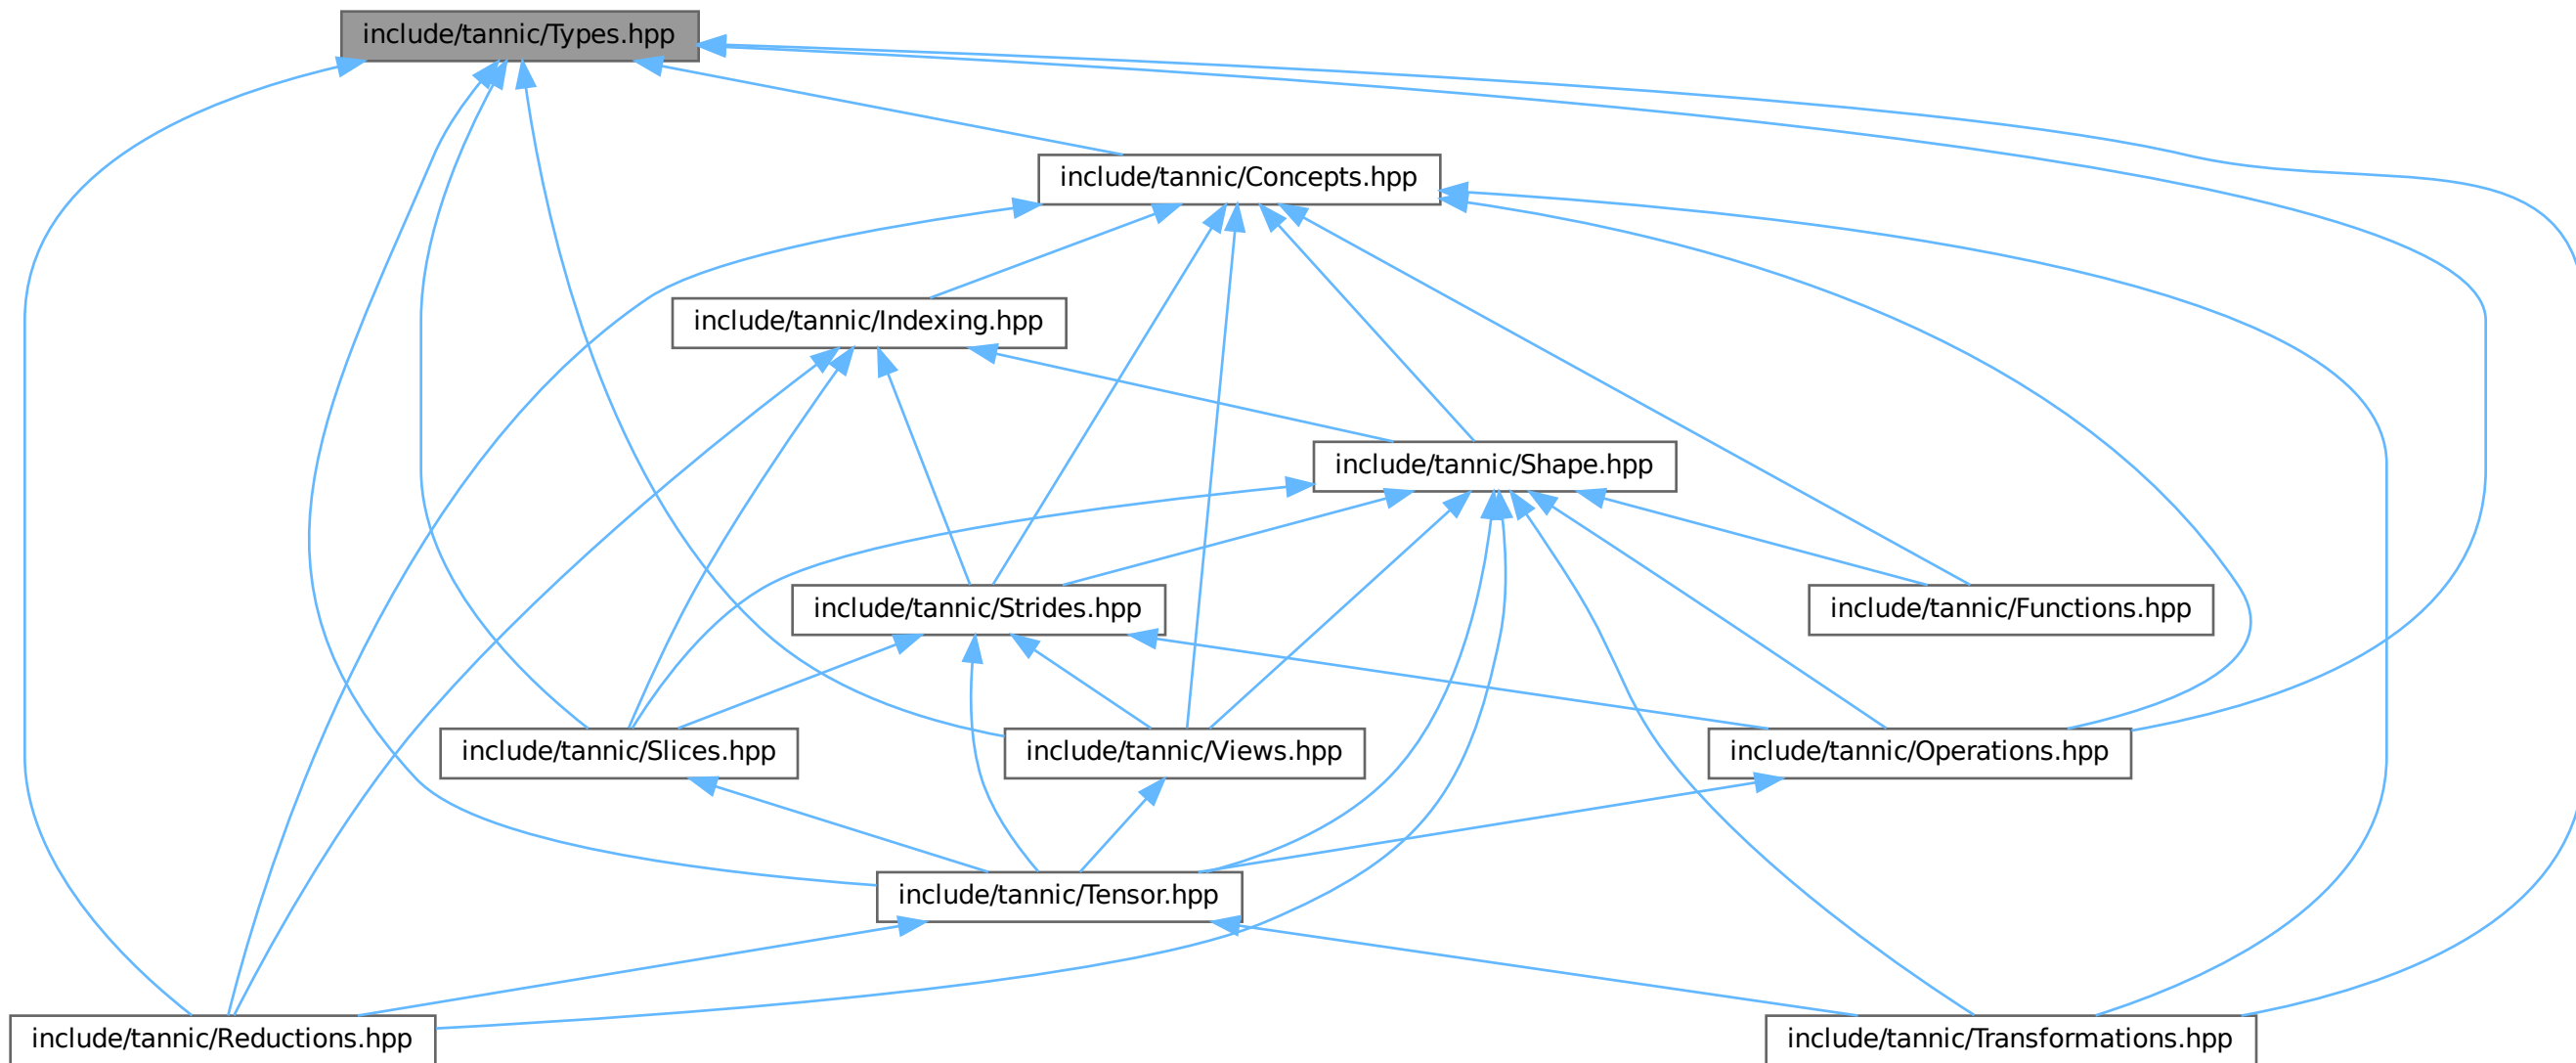 include/tannic/Types.hpp
include/tannic/Concepts.hpp
include/tannic/Indexing.hpp
include/tannic/Shape.hpp
include/tannic/Strides.hpp
include/tannic/Functions.hpp
include/tannic/Slices.hpp
include/tannic/Views.hpp
include/tannic/Operations.hpp
include/tannic/Tensor.hpp
include/tannic/Reductions.hpp
include/tannic/Transformations.hpp